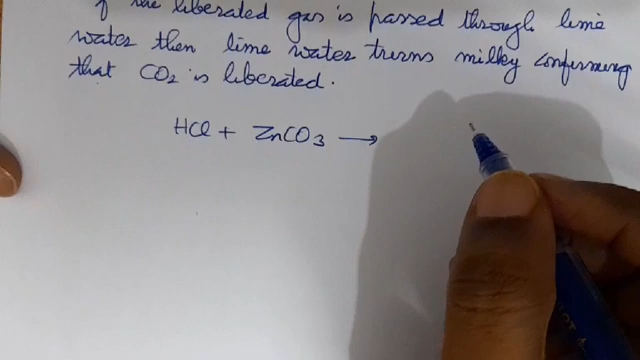 If the liberated gas is passed through lime
water then lime water turns milky confirming
that CO₂ is liberated.
HCl + ZnCO₃ →